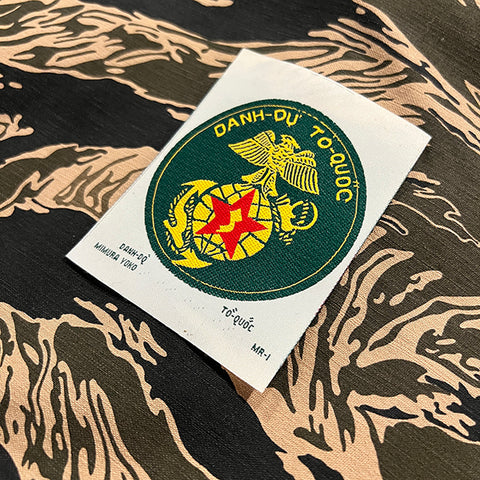 DANH-DỰ TỔ-QUỐC
DANH-DỰ
MIMURA YOKO
TỔ-QUỐC
MR-1